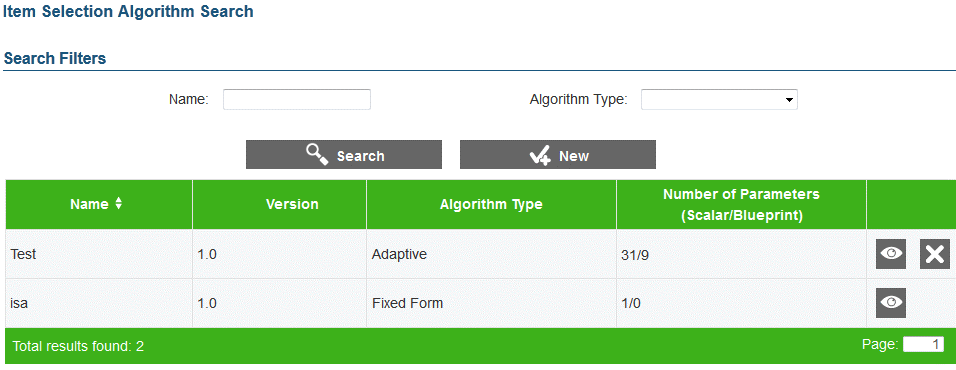 Item Selection Algorithm Search
Search Filters
Name: Algorithm Type:
Search New
Name Version Algorithm Type Number of Parameters (Scalar/Blueprint)
Test 1.0 Adaptive 31/9
isa 1.0 Fixed Form 1/0
Total results found: 2 Page: 1